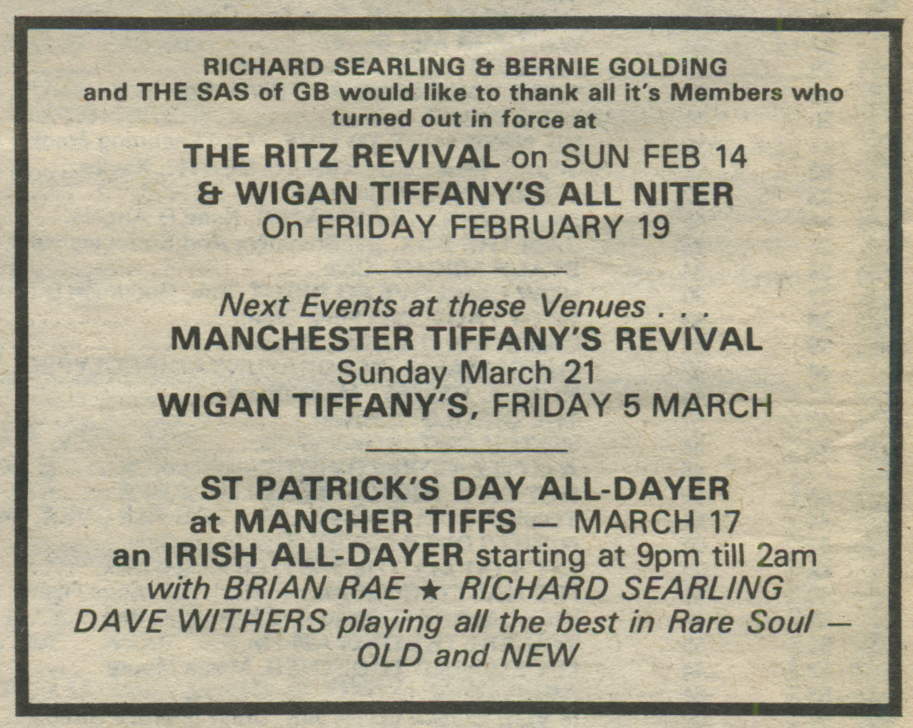 RICHARD SEARLING & BERNIE GOLDING
and THE SAS of GB would like to thank all it's Members who
turned out in force at
THE RITZ REVIVAL on SUN FEB 14
& WIGAN TIFFANY'S ALL NITER
On FRIDAY FEBRUARY 19
Next Events at these Venues . . .
MANCHESTER TIFFANY'S REVIVAL
Sunday March 21
WIGAN TIFFANY'S, FRIDAY 5 MARCH
ST PATRICK'S DAY ALL-DAYER
at MANCHER TIFFS — MARCH 17
an IRISH ALL-DAYER starting at 9pm till 2am
with BRIAN RAE ★ RICHARD SEARLING
DAVE WITHERS playing all the best in Rare Soul —
OLD and NEW